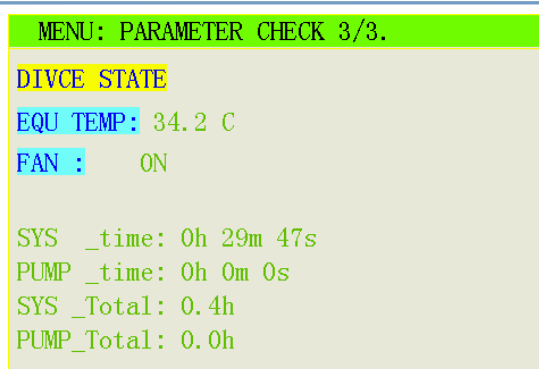 MENU: PARAMETER CHECK 3/3.
DIVCE STATE
EQU TEMP: 34.2 C
FAN : ON
SYS _time: 0h 29m 47s
PUMP _time: 0h 0m 0s
SYS _Total: 0.4h
PUMP_Total: 0.0h